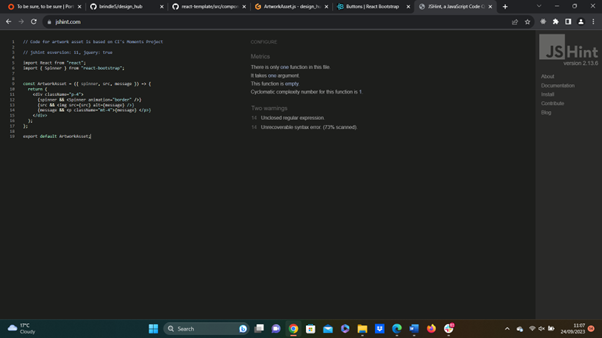 To be sure, to be sure | Port
brindle5/design_hub
react-template/src/compon
ArtworkAsset.js - design_h
Buttons | React Bootstrap
JSHint, a JavaScript Code Q
jshint.com
1 // Code for artwork asset is based on CI's Moments Project
2
3 // jshint esversion: 11, jquery: true
4
5 import React from "react";
6 import { Spinner } from "react-bootstrap";
7
8
9 const ArtworkAsset = ({ spinner, src, message }) => {
10 return (
11 <div className="p-4">
12 {spinner && <Spinner animation="border" />}
13 {src && <img src={src} alt={message} />}
14 {message && <p className="mt-4">{message} </p>}
15 </div>
16 );
17 };
18
19 export default ArtworkAsset;
CONFIGURE
Metrics
There is only one function in this file.
It takes one argument.
This function is empty.
Cyclomatic complexity number for this function is 1.
Two warnings
14 Unclosed regular expression.
14 Unrecoverable syntax error. (73% scanned).
JSHint
version 2.13.6
About
Documentation
Install
Contribute
Blog
17°C
Cloudy
Search
11:07
24/09/2023